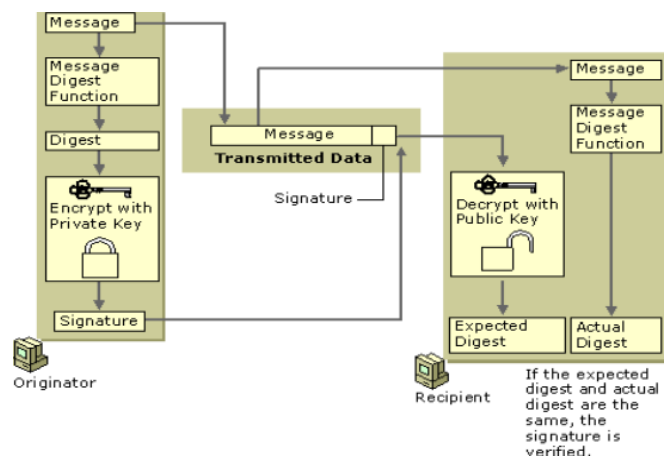 Message
Message
Digest
Function
Digest
Encrypt with
Private Key
Signature
Originator
Message
Transmitted Data
Signature
Message
Message
Digest
Function
Decrypt with
Public Key
Expected
Digest
Actual
Digest
Recipient
If the expected
digest and actual
digest are the
same, the
signature is
verified.